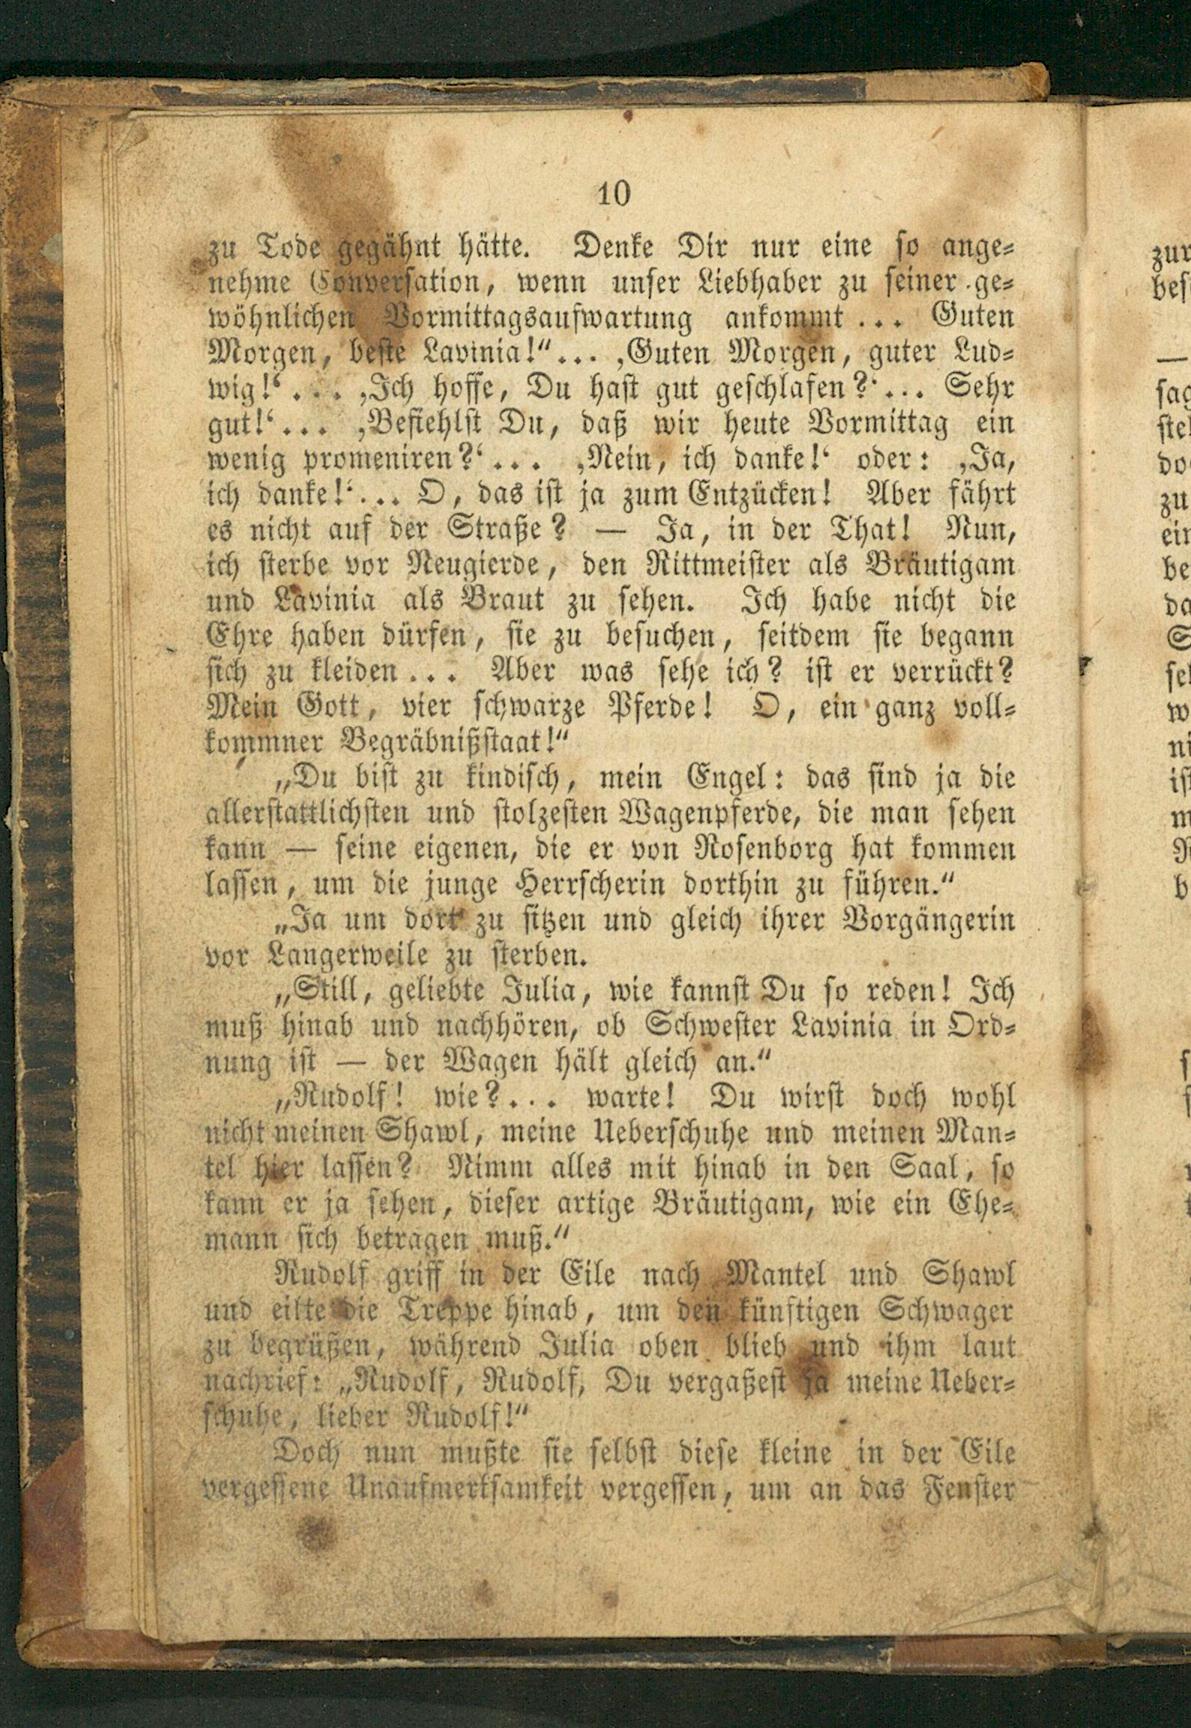 10
zu Tode gegähnt hätte. Denke Dir nur eine so ange-
nehme Conversation, wenn unser Liebhaber zu seiner ge-
wöhnlichen Vormittagsaufwartung ankommt ... Guten
Morgen, beste Lavinia!“ ... ‚Guten Morgen, guter Lud-
wig!‘ ... ‚Ich hoffe, Du hast gut geschlafen?‘ ... Sehr
gut!‘ ... ‚Befiehlst Du, daß wir heute Vormittag ein
wenig promeniren?‘ ... ‚Nein, ich danke!‘ oder: ‚Ja,
ich danke!‘ ... O, das ist ja zum Entzücken! Aber fährt
es nicht auf der Straße? — Ja, in der That! Nun,
ich sterbe vor Neugierde, den Rittmeister als Bräutigam
und Lavinia als Braut zu sehen. Ich habe nicht die
Ehre haben dürfen, sie zu besuchen, seitdem sie begann
sich zu kleiden ... Aber was sehe ich? ist er verrückt?
Mein Gott, vier schwarze Pferde! O, ein ganz voll-
kommner Begräbnißstaat!“
„Du bist zu kindisch, mein Engel: das sind ja die
allerstattlichsten und stolzesten Wagenpferde, die man sehen
kann — seine eigenen, die er von Rosenborg hat kommen
lassen, um die junge Herrscherin dorthin zu führen.“
„Ja um dort zu sitzen und gleich ihrer Vorgängerin
vor Langerweile zu sterben.
„Still, geliebte Julia, wie kannst Du so reden! Ich
muß hinab und nachhören, ob Schwester Lavinia in Ord-
nung ist — der Wagen hält gleich an.“
„Rudolf! wie? ... warte! Du wirst doch wohl
nicht meinen Shawl, meine Ueberschuhe und meinen Man-
tel hier lassen? Nimm alles mit hinab in den Saal, so
kann er ja sehen, dieser artige Bräutigam, wie ein Ehe-
mann sich betragen muß.“
Rudolf griff in der Eile nach Mantel und Shawl
und eilte die Treppe hinab, um den künftigen Schwager
zu begrüßen, während Julia oben blieb und ihm laut
nachrief: „Rudolf, Rudolf, Du vergaßest ja meine Ueber-
schuhe, lieber Rudolf!“
Doch nun mußte sie selbst diese kleine in der Eile
vergessene Unaufmerksamkeit vergessen, um an das Fenster